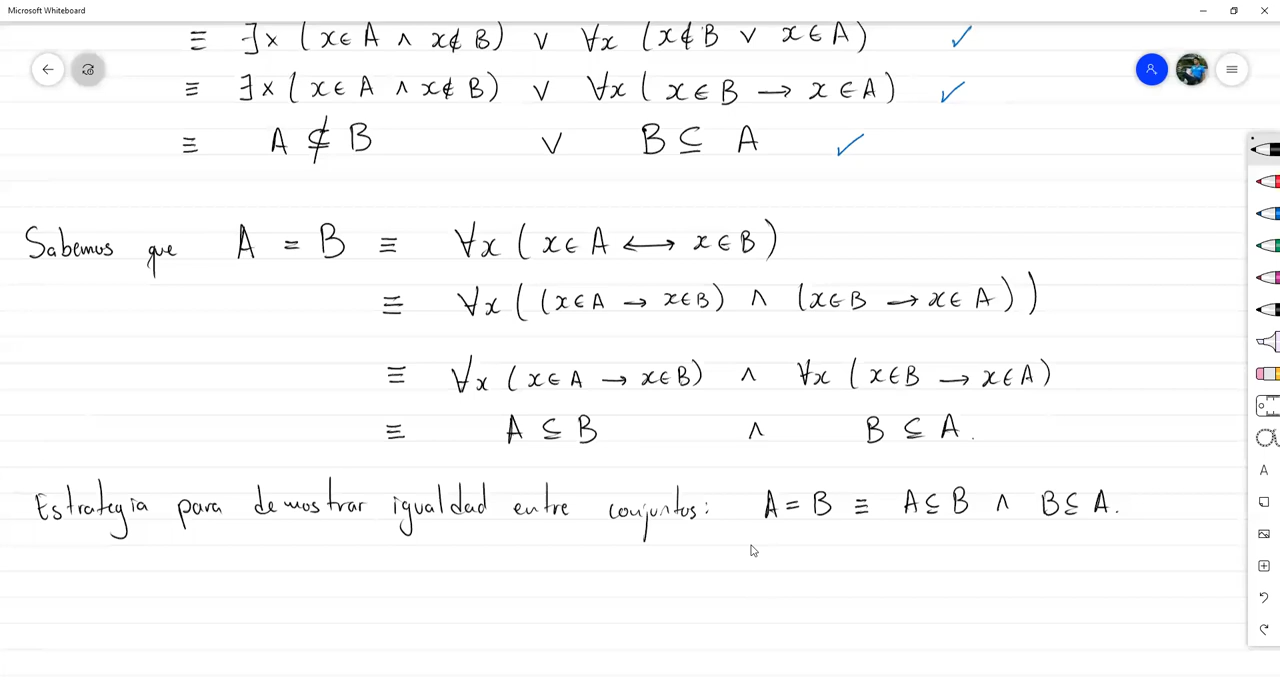 Microsoft Whiteboard
≡ ∃x (x∈A ∧ x∉B) ∨ ∀x (x∉B ∨ x∈A) ✓
≡ ∃x (x∈A ∧ x∉B) ∨ ∀x (x∈B → x∈A) ✓
≡ A ⊈ B ∨ B ⊆ A ✓
Sabemos que A = B ≡ ∀x (x∈A ↔ x∈B)
≡ ∀x ((x∈A → x∈B) ∧ (x∈B → x∈A))
≡ ∀x (x∈A → x∈B) ∧ ∀x (x∈B → x∈A)
≡ A ⊆ B ∧ B ⊆ A.
Estrategia para demostrar igualdad entre conjuntos: A = B ≡ A ⊆ B ∧ B ⊆ A.